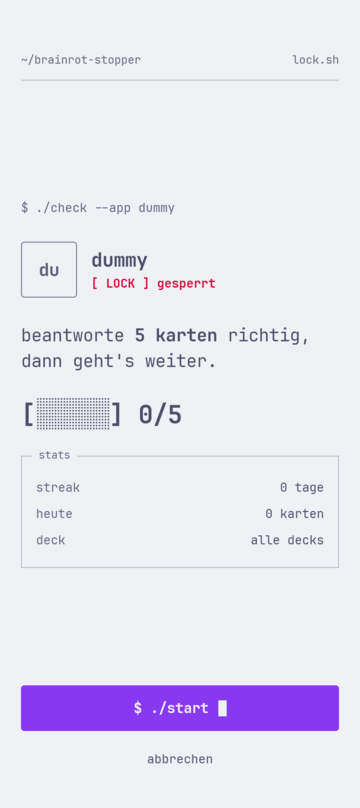 ~/brainrot-stopper
lock.sh
$ ./check --app dummy
du
dummy
[ LOCK ] gesperrt
beantworte 5 karten richtig,
dann geht's weiter.
[░░░░░] 0/5
stats
streak 0 tage
heute 0 karten
deck alle decks
$ ./start █
abbrechen